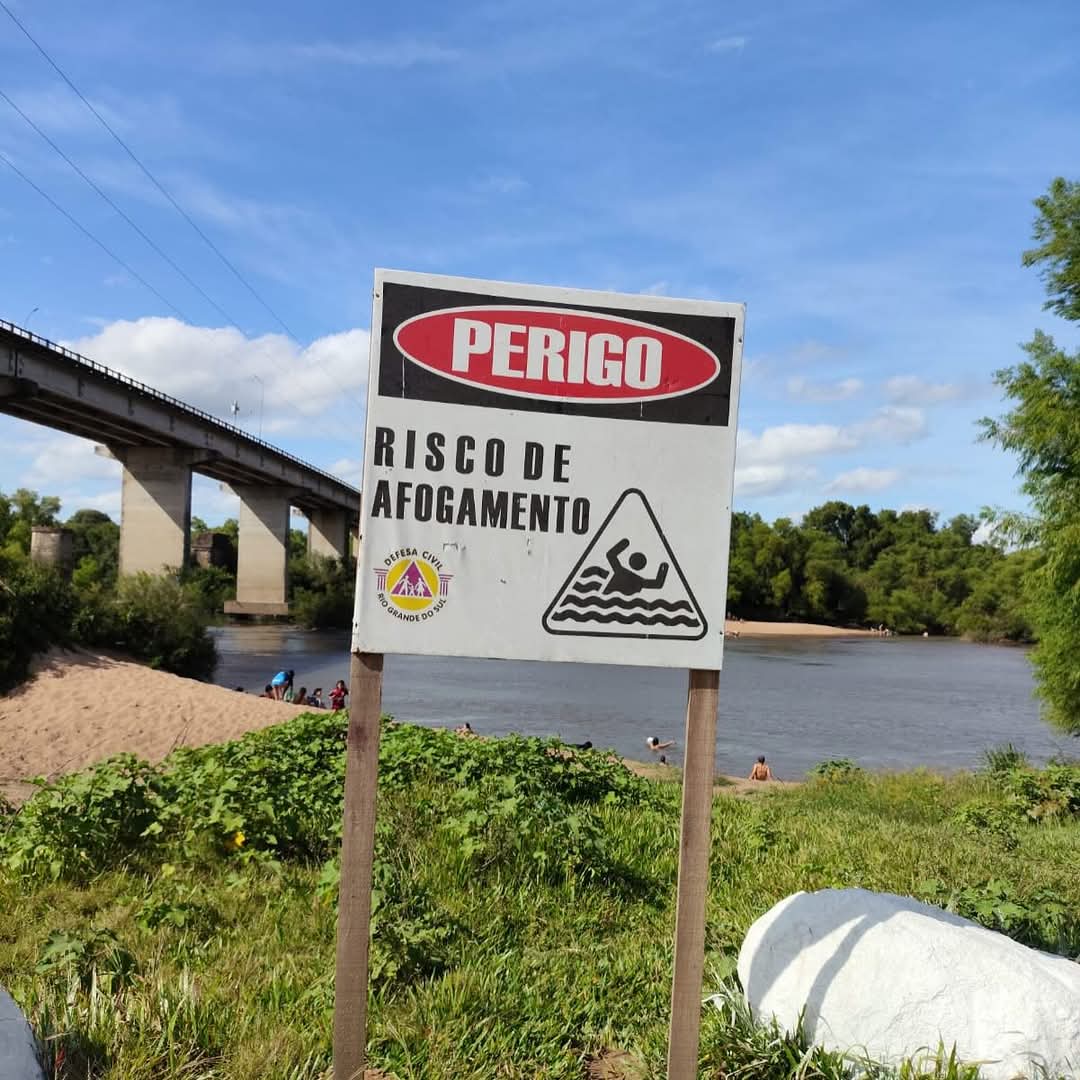 PERIGO
RISCO DE
AFOGAMENTO
DEFESA CIVIL
RIO GRANDE DO SUL